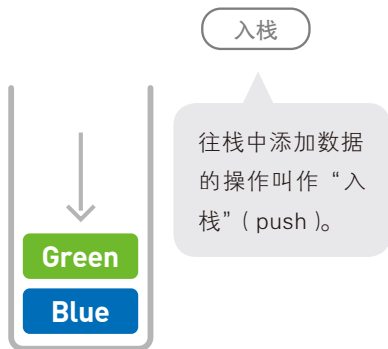 入栈
往栈中添加数据
的操作叫作“入
栈”（push）。
Green
Blue